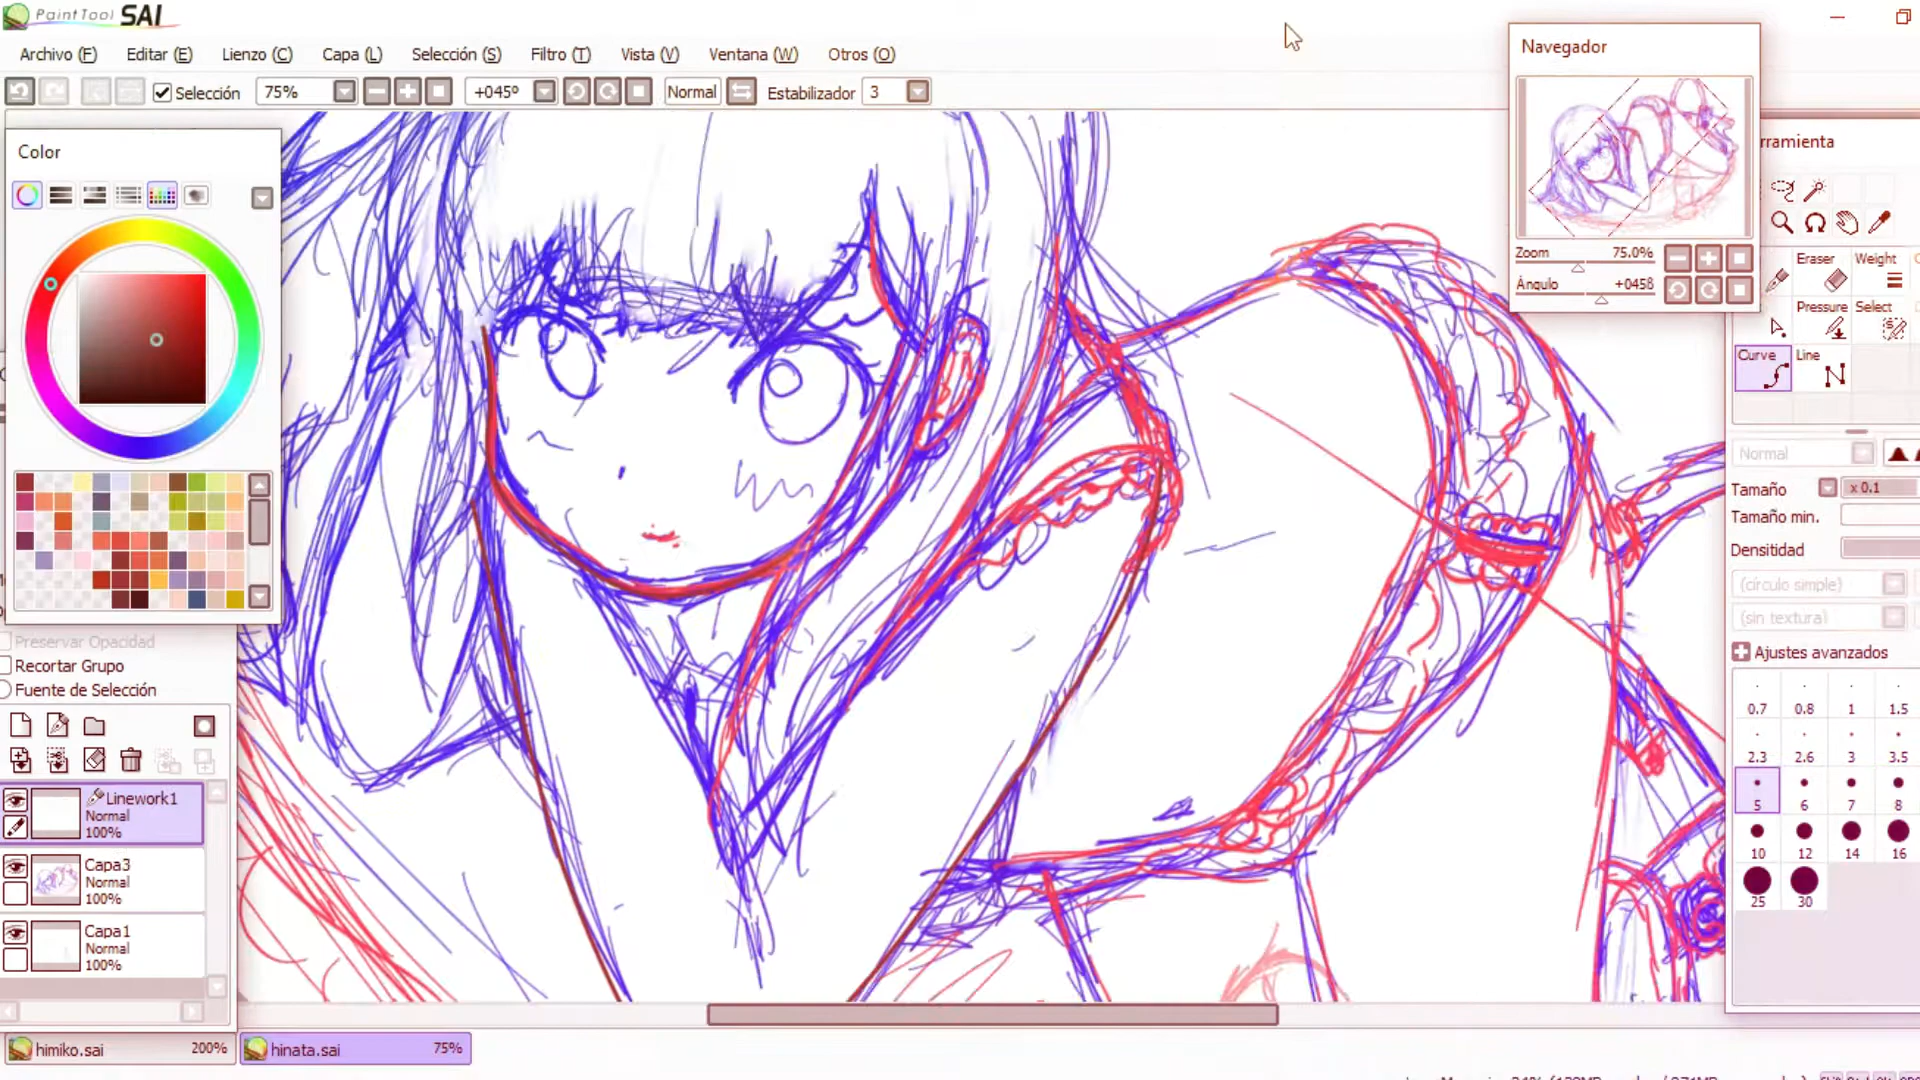 PaintTool SAI
Archivo (F) Editar (E) Lienzo (C) Capa (L) Selección (S) Filtro (T) Vista (V) Ventana (W) Otros (O)
Selección 75% +045º Normal Estabilizador 3
Navegador
Zoom 75.0%
Ángulo +045ß
Color
rramienta
Eraser Weight
Pressure Select
Curve Line
Normal
Tamaño x 0.1
Tamaño min.
Densitidad
(círculo simple)
(sin textura)
Ajustes avanzados
0.7 0.8 1 1.5
2.3 2.6 3 3.5
5 6 7 8
10 12 14 16
25 30
Preservar Opacidad
Recortar Grupo
Fuente de Selección
Linework1
Normal
100%
Capa3
Normal
100%
Capa1
Normal
100%
himiko.sai 200% hinata.sai 75%